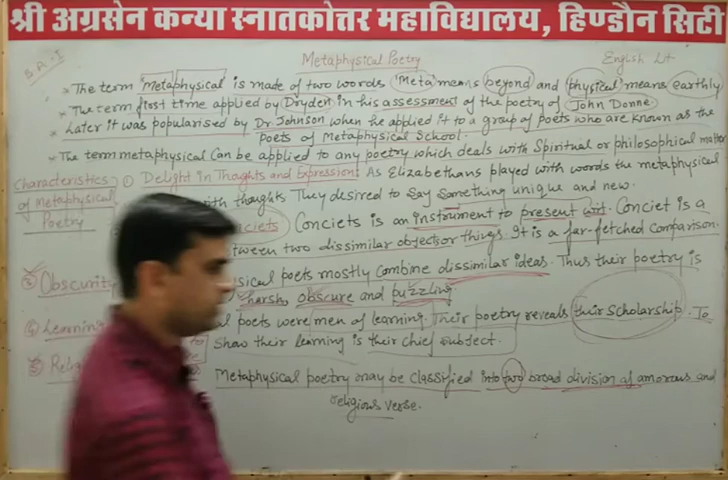 श्री अग्रसेन कन्या स्नातकोत्तर महाविद्यालय, हिण्डौन सिटी
B.A.-I
Metaphysical Poetry
English Lit
* The term 'Metaphysical' is made of two words 'Meta' means beyond and 'physical' means earthly
* The term first time applied by Dryden in his assessment of the poetry of John Donne
* Later it was popularised by Dr. Johnson when he applied it to a group of poets who are known as the
Poets of Metaphysical School.
* The term metaphysical can be applied to any poetry which deals with Spiritual or philosophical matter
Characteristics of Metaphysical Poetry
① Delight in Thoughts and Expression: As Elizabethans played with words the metaphysical
with thoughts They desired to say something unique and new.
Conciets is an instrument to present wit. Conciet is a
two dissimilar objects or things. It is a far-fetched comparison.
③ Obscurity
poets mostly combine dissimilar ideas. Thus their poetry is
harsh obscure and puzzling.
④ Learning
poets were men of learning. Their poetry reveals their Scholarship. To
show their learning is their chief subject.
⑤
Metaphysical poetry may be classified into two broad division of amorous and
religious verse.